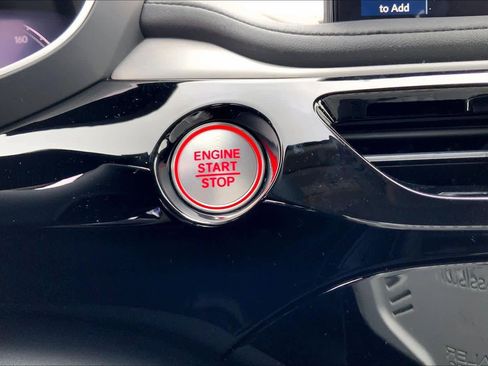 to Add
160
ENGINE
START
STOP